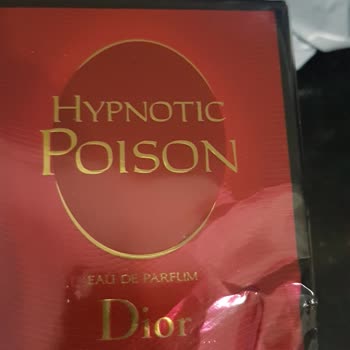 HYPNOTIC
POISON
EAU DE PARFUM
Dior